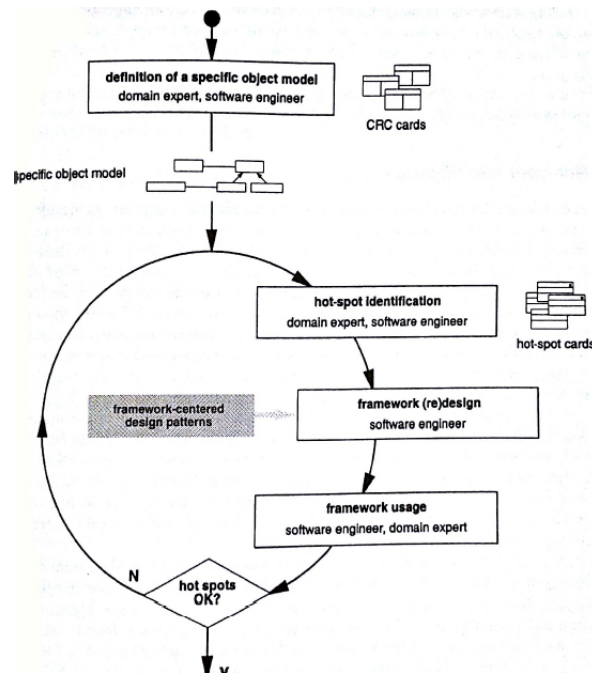 definition of a specific object model
domain expert, software engineer
CRC cards
specific object model
hot-spot identification
domain expert, software engineer
hot-spot cards
framework-centered
design patterns
framework (re)design
software engineer
framework usage
software engineer, domain expert
N
hot spots
OK?
Y